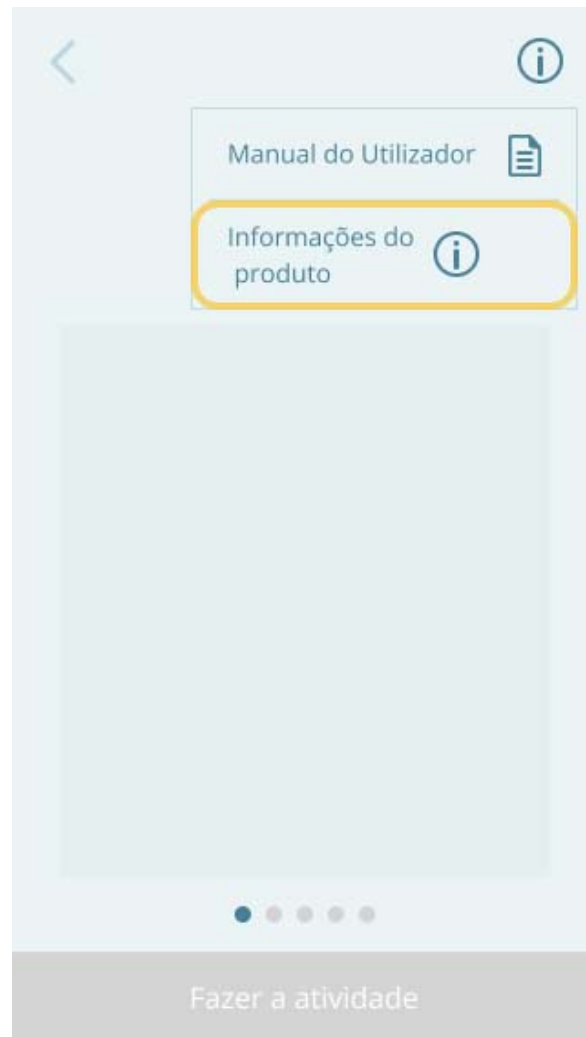 Manual do Utilizador
Informações do
produto
Fazer a atividade